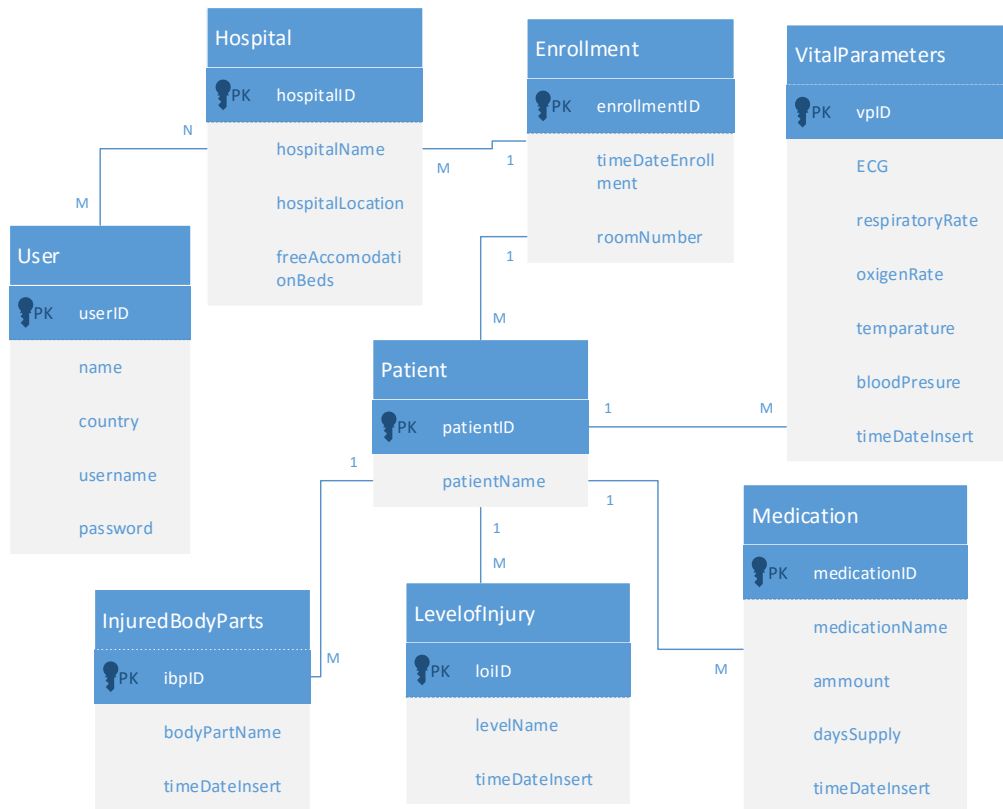 Hospital
PK hospitalID
hospitalName
hospitalLocation
freeAccomodati
onBeds
Enrollment
PK enrollmentID
timeDateEnroll
ment
roomNumber
VitalParameters
PK vpID
ECG
respiratoryRate
oxigenRate
temparature
bloodPresure
timeDateInsert
N
M
M
1
1
M
User
PK userID
name
country
username
password
Patient
PK patientID
patientName
1
M
1
1
1
M
M
M
InjuredBodyParts
PK ibpID
bodyPartName
timeDateInsert
LevelofInjury
PK loiID
levelName
timeDateInsert
Medication
PK medicationID
medicationName
ammount
daysSupply
timeDateInsert